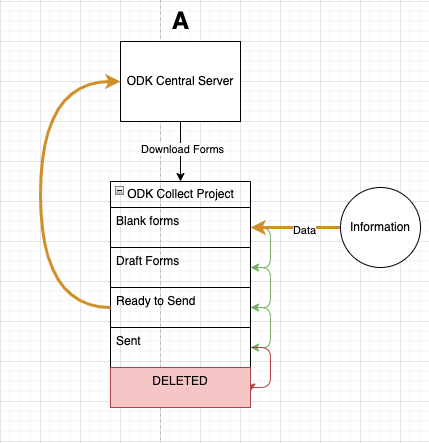 A
ODK Central Server
Download Forms
ODK Collect Project
Blank forms
Data
Information
Draft Forms
Ready to Send
Sent
DELETED